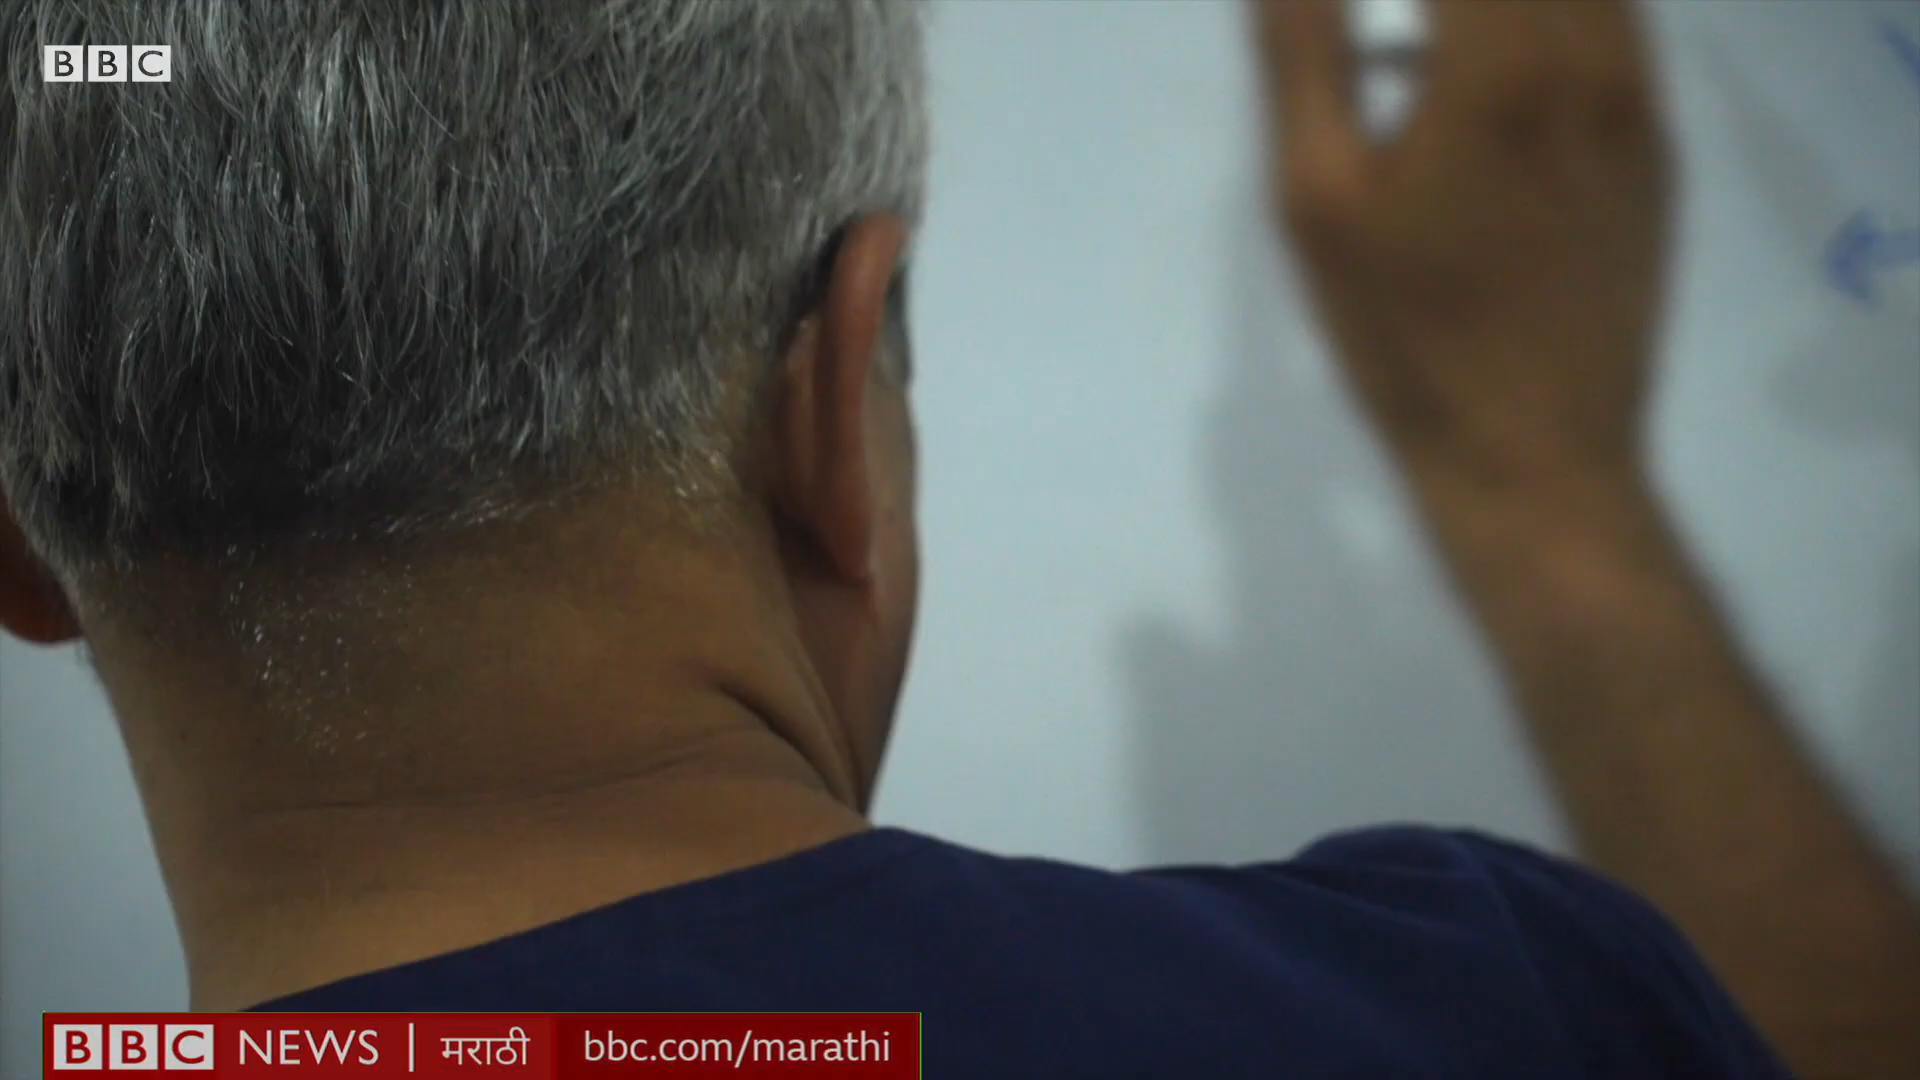 BBC
BBC NEWS | मराठी bbc.com/marathi